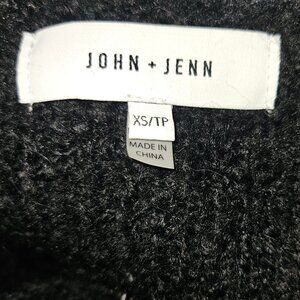 JOHN + JENN
XS/TP
MADE IN
CHINA